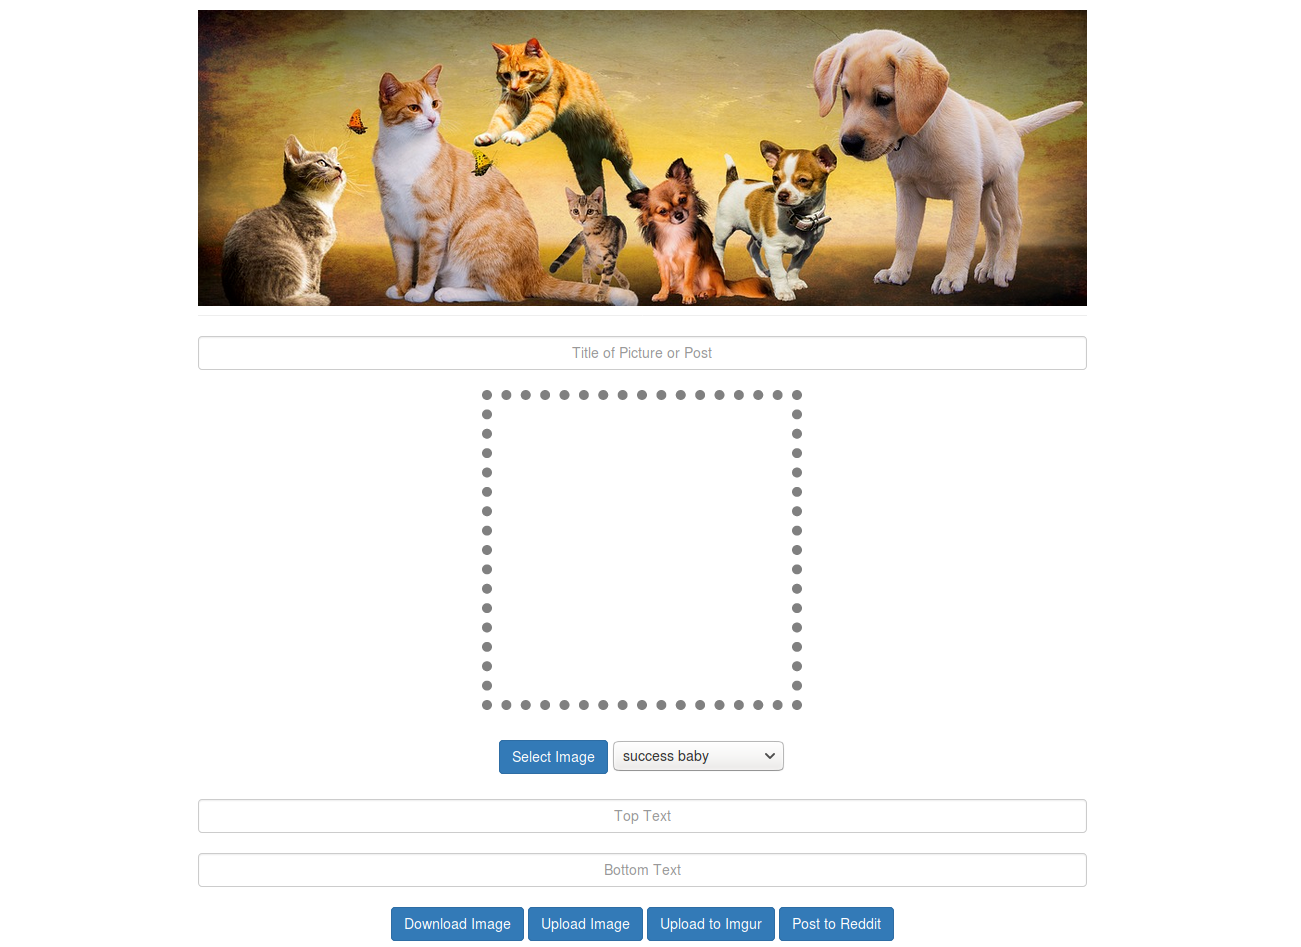 Title of Picture or Post
Select Image success baby
Top Text
Bottom Text
Download Image Upload Image Upload to Imgur Post to Reddit